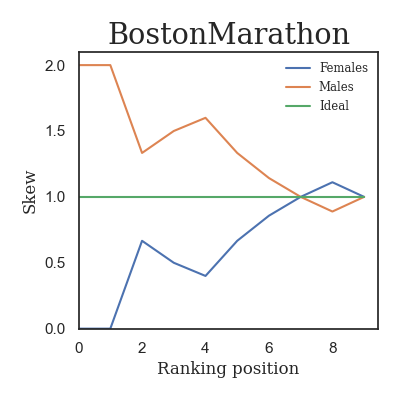 BostonMarathon
2.0
1.5
1.0
0.5
0.0
Skew
Females
Males
Ideal
0 2 4 6 8
Ranking position